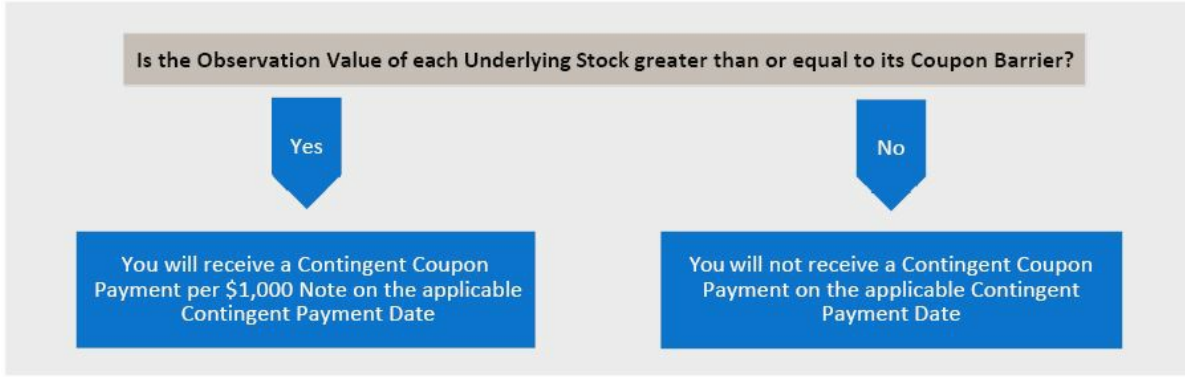 Is the Observation Value of each Underlying Stock greater than or equal to its Coupon Barrier?
Yes
No
You will receive a Contingent Coupon
Payment per $1,000 Note on the applicable
Contingent Payment Date
You will not receive a Contingent Coupon
Payment on the applicable Contingent
Payment Date